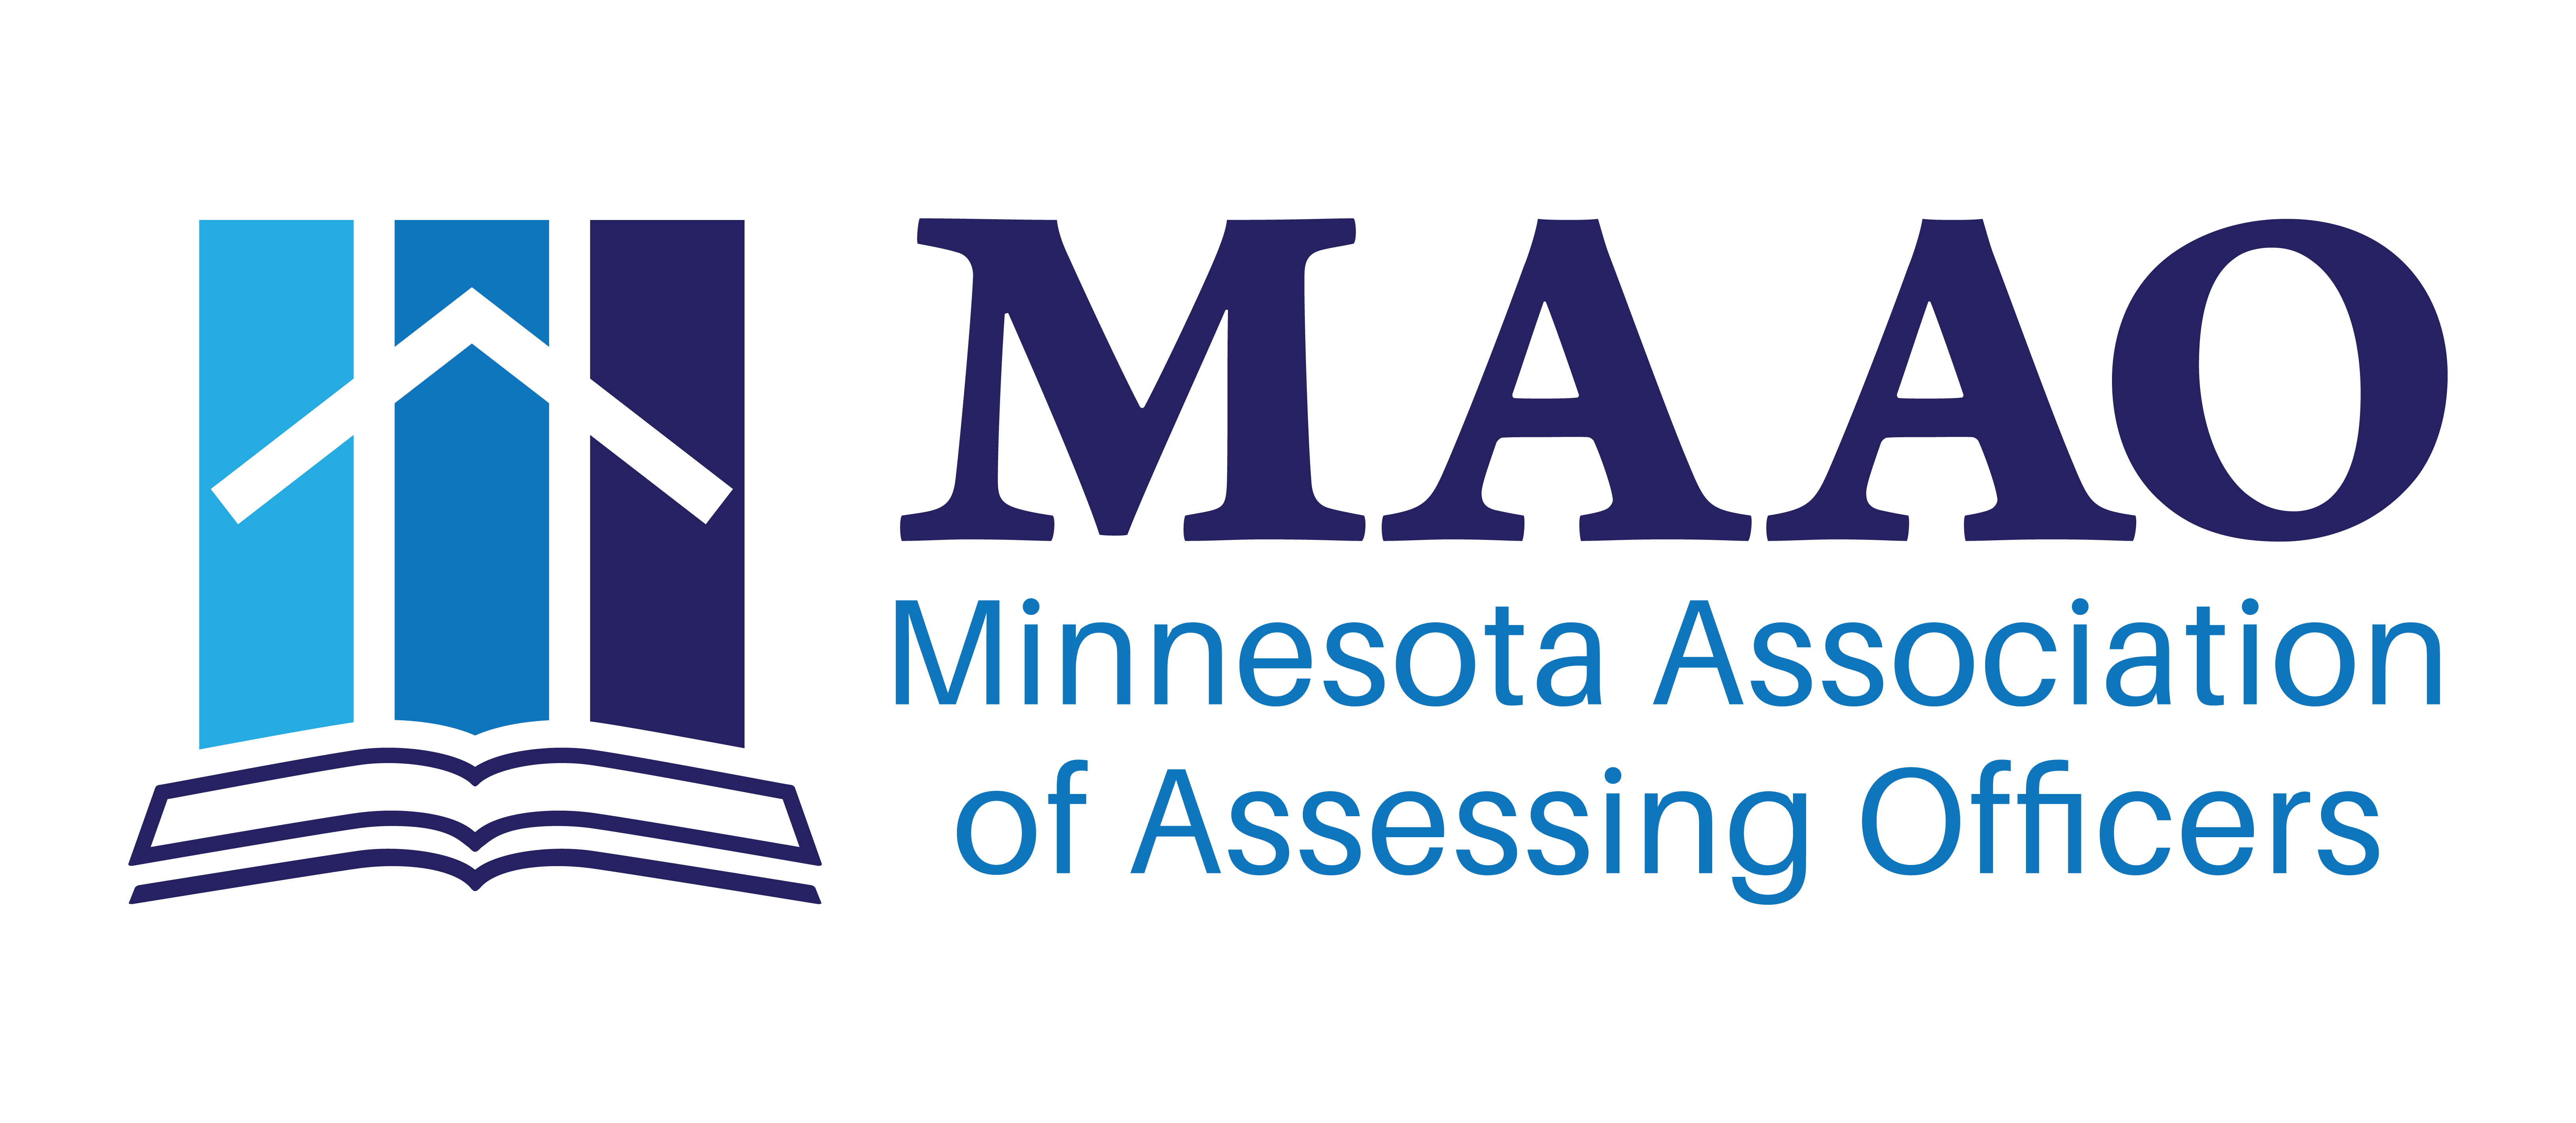 MAAO
Minnesota Association
of Assessing Officers